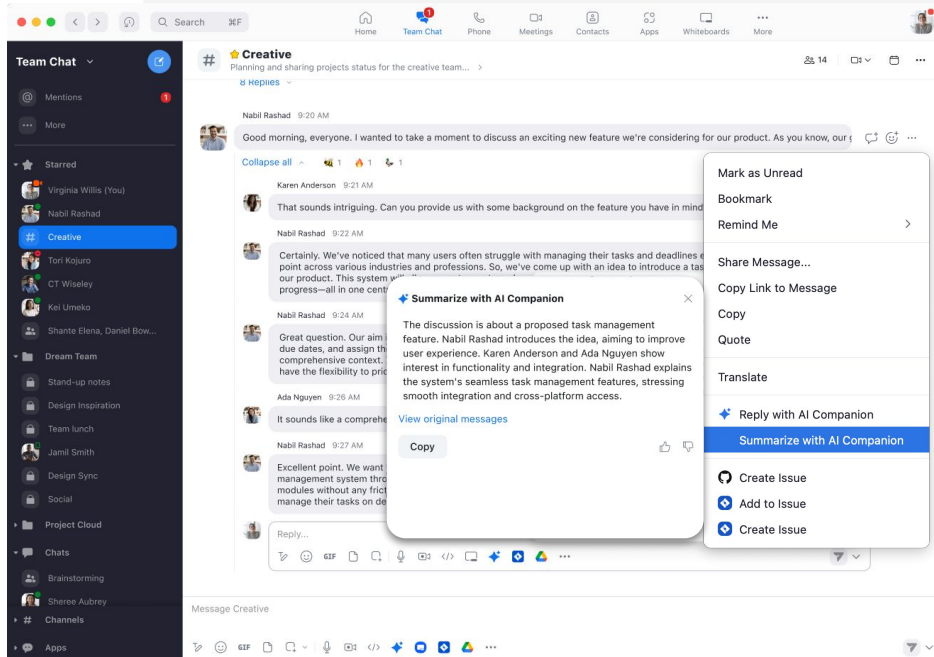 Search ⌘F
Home
Team Chat
1
Phone
Meetings
Contacts
Apps
Whiteboards
More
Team Chat
Mentions
1
More
Starred
Virginia Willis (You)
Nabil Rashad
Creative
Tori Kojuro
CT Wiseley
Kei Umeko
Shante Elena, Daniel Bow...
Dream Team
Stand-up notes
Design Inspiration
Team lunch
Jamil Smith
Design Sync
Social
Project Cloud
Chats
Brainstorming
Sheree Aubrey
Channels
Apps
# Creative
Planning and sharing projects status for the creative team...
14
8 Replies
Nabil Rashad 9:20 AM
Good morning, everyone. I wanted to take a moment to discuss an exciting new feature we're considering for our product. As you know, our
Collapse all
1
1
1
Karen Anderson 9:21 AM
That sounds intriguing. Can you provide us with some background on the feature you have in mind
Nabil Rashad 9:22 AM
Certainly. We've noticed that many users often struggle with managing their tasks and deadlines
point across various industries and professions. So, we've come up with an idea to introduce a
our product. This system
progress—all in one
Nabil Rashad 9:24 AM
Great question. Our aim
due dates, and assign
comprehensive context.
have the flexibility to
Ada Nguyen 9:26 AM
It sounds like a
Nabil Rashad 9:27 AM
Excellent point. We want
management system
modules without any
manage their tasks on
Reply...
GIF
Message Creative
GIF
Summarize with AI Companion
The discussion is about a proposed task management
feature. Nabil Rashad introduces the idea, aiming to improve
user experience. Karen Anderson and Ada Nguyen show
interest in functionality and integration. Nabil Rashad explains
the system's seamless task management features, stressing
smooth integration and cross-platform access.
View original messages
Copy
Mark as Unread
Bookmark
Remind Me
Share Message...
Copy Link to Message
Copy
Quote
Translate
Reply with AI Companion
Summarize with AI Companion
Create Issue
Add to Issue
Create Issue